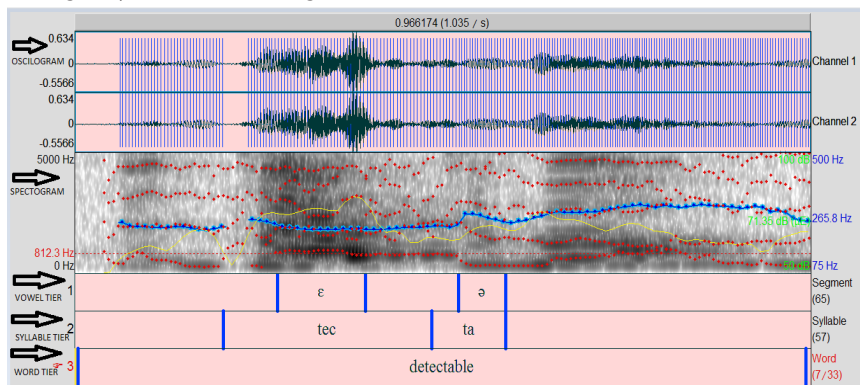 0.966174 (1.035 / s)
0.634
OSCILOGRAM 0
-0.5566
Channel 1
0.634
0
-0.5566
Channel 2
5000 Hz
100 dB 500 Hz
SPECTOGRAM
265.8 Hz
812.3 Hz
0 Hz
75 Hz
VOWEL TIER 1 ɛ ə Segment (65)
SYLLABLE TIER 2 tec ta Syllable (57)
WORD TIER 3 detectable Word (7/33)